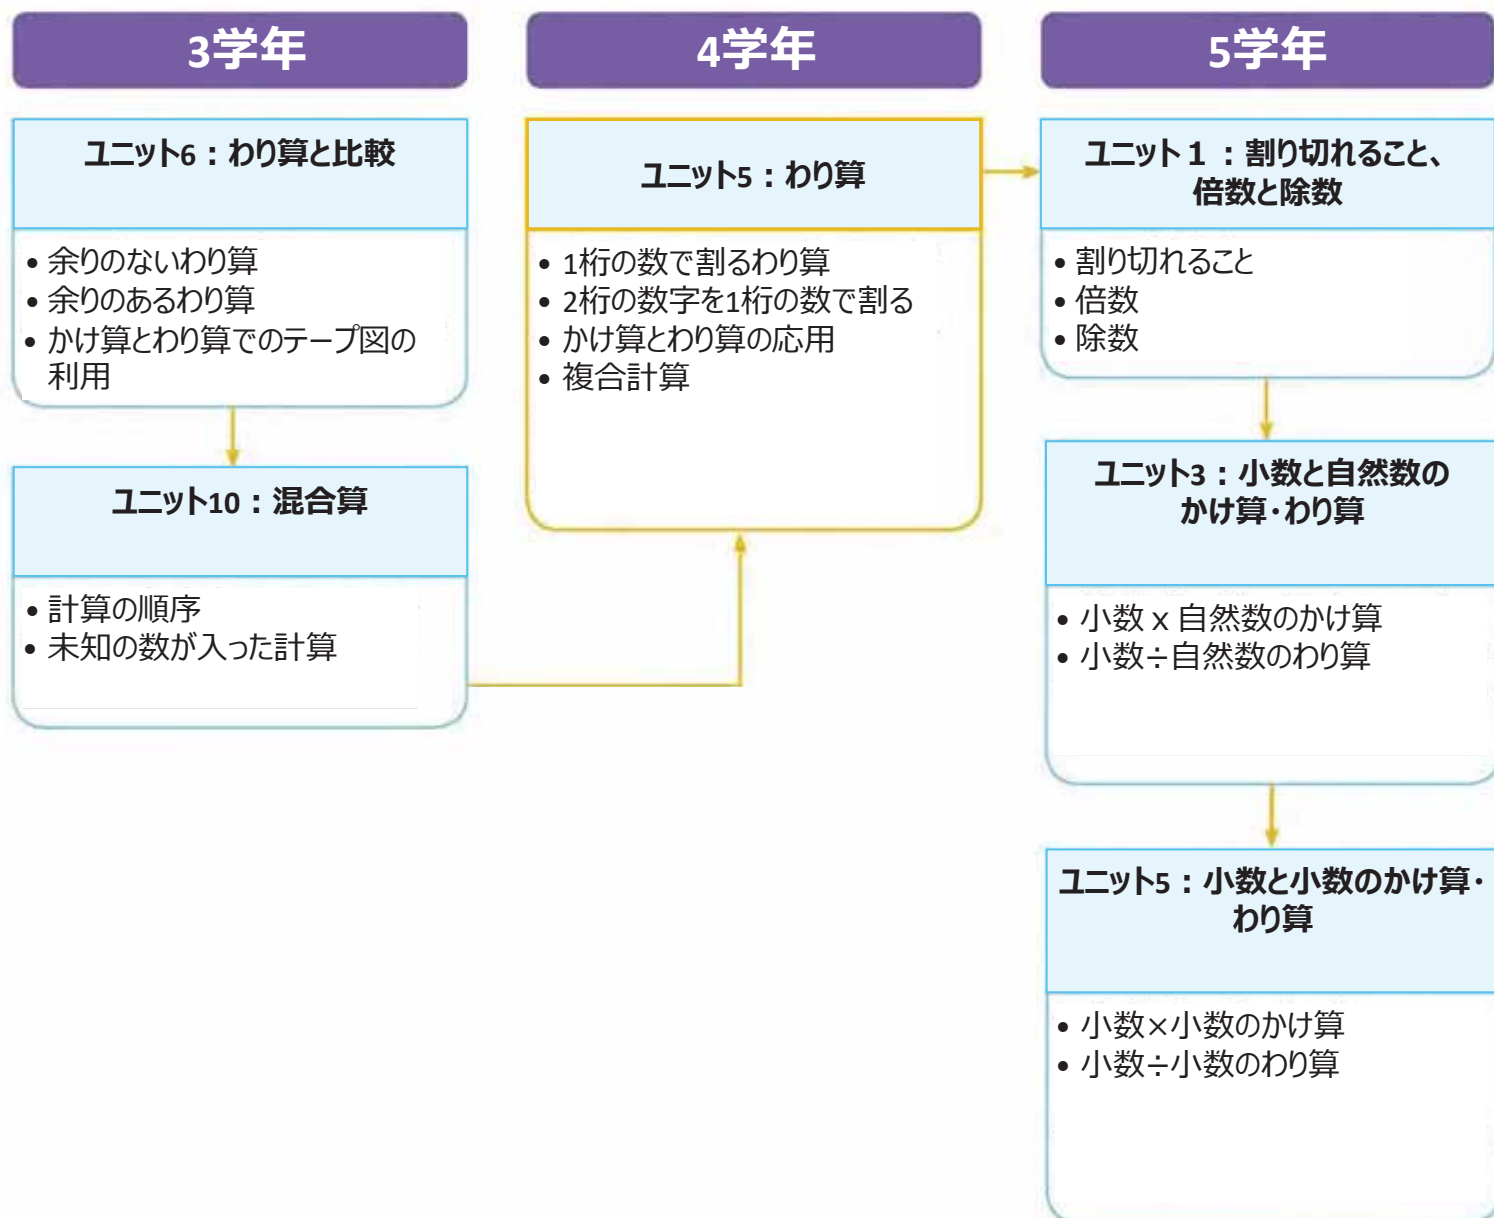 3学年
ユニット6：わり算と比較
• 余りのないわり算
• 余りのあるわり算
• かけ算とわり算でのテープ図の
利用
ユニット10：混合算
• 計算の順序
• 未知の数が入った計算
4学年
ユニット5：わり算
• 1桁の数で割るわり算
• 2桁の数字を1桁の数で割る
• かけ算とわり算の応用
• 複合計算
5学年
ユニット１：割り切れること、
倍数と除数
• 割り切れること
• 倍数
• 除数
ユニット3：小数と自然数の
かけ算・わり算
• 小数 x 自然数のかけ算
• 小数÷自然数のわり算
ユニット5：小数と小数のかけ算・
わり算
• 小数×小数のかけ算
• 小数÷小数のわり算